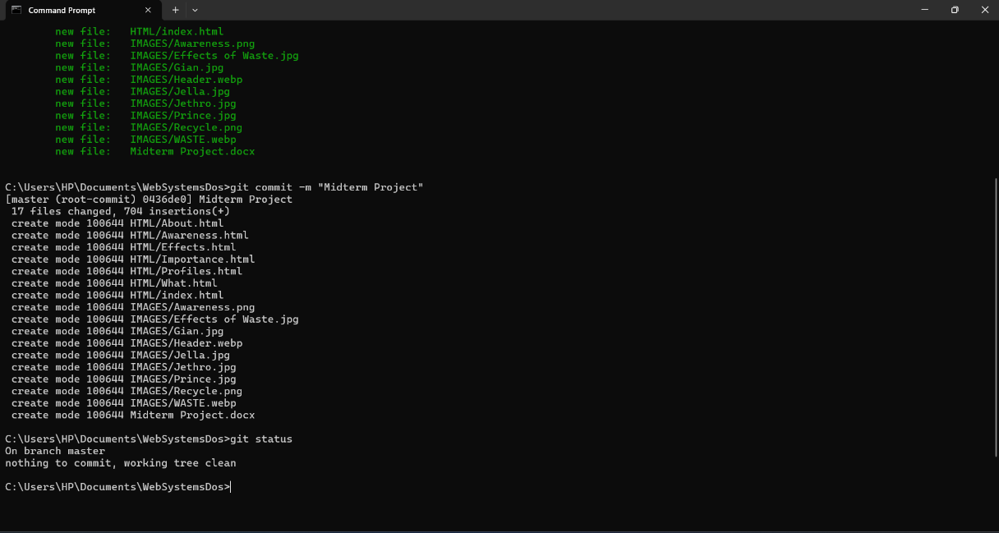 Command Prompt
new file:   HTML/index.html
new file:   IMAGES/Awareness.png
new file:   IMAGES/Effects of Waste.jpg
new file:   IMAGES/Gian.jpg
new file:   IMAGES/Header.webp
new file:   IMAGES/Jella.jpg
new file:   IMAGES/Jethro.jpg
new file:   IMAGES/Prince.jpg
new file:   IMAGES/Recycle.png
new file:   IMAGES/WASTE.webp
new file:   Midterm Project.docx
C:\Users\HP\Documents\WebSystemsDos>git commit -m "Midterm Project"
[master (root-commit) 0436de0] Midterm Project
17 files changed, 704 insertions(+)
create mode 100644 HTML/About.html
create mode 100644 HTML/Awareness.html
create mode 100644 HTML/Effects.html
create mode 100644 HTML/Importance.html
create mode 100644 HTML/Profiles.html
create mode 100644 HTML/What.html
create mode 100644 HTML/index.html
create mode 100644 IMAGES/Awareness.png
create mode 100644 IMAGES/Effects of Waste.jpg
create mode 100644 IMAGES/Gian.jpg
create mode 100644 IMAGES/Header.webp
create mode 100644 IMAGES/Jella.jpg
create mode 100644 IMAGES/Jethro.jpg
create mode 100644 IMAGES/Prince.jpg
create mode 100644 IMAGES/Recycle.png
create mode 100644 IMAGES/WASTE.webp
create mode 100644 Midterm Project.docx
C:\Users\HP\Documents\WebSystemsDos>git status
On branch master
nothing to commit, working tree clean
C:\Users\HP\Documents\WebSystemsDos>